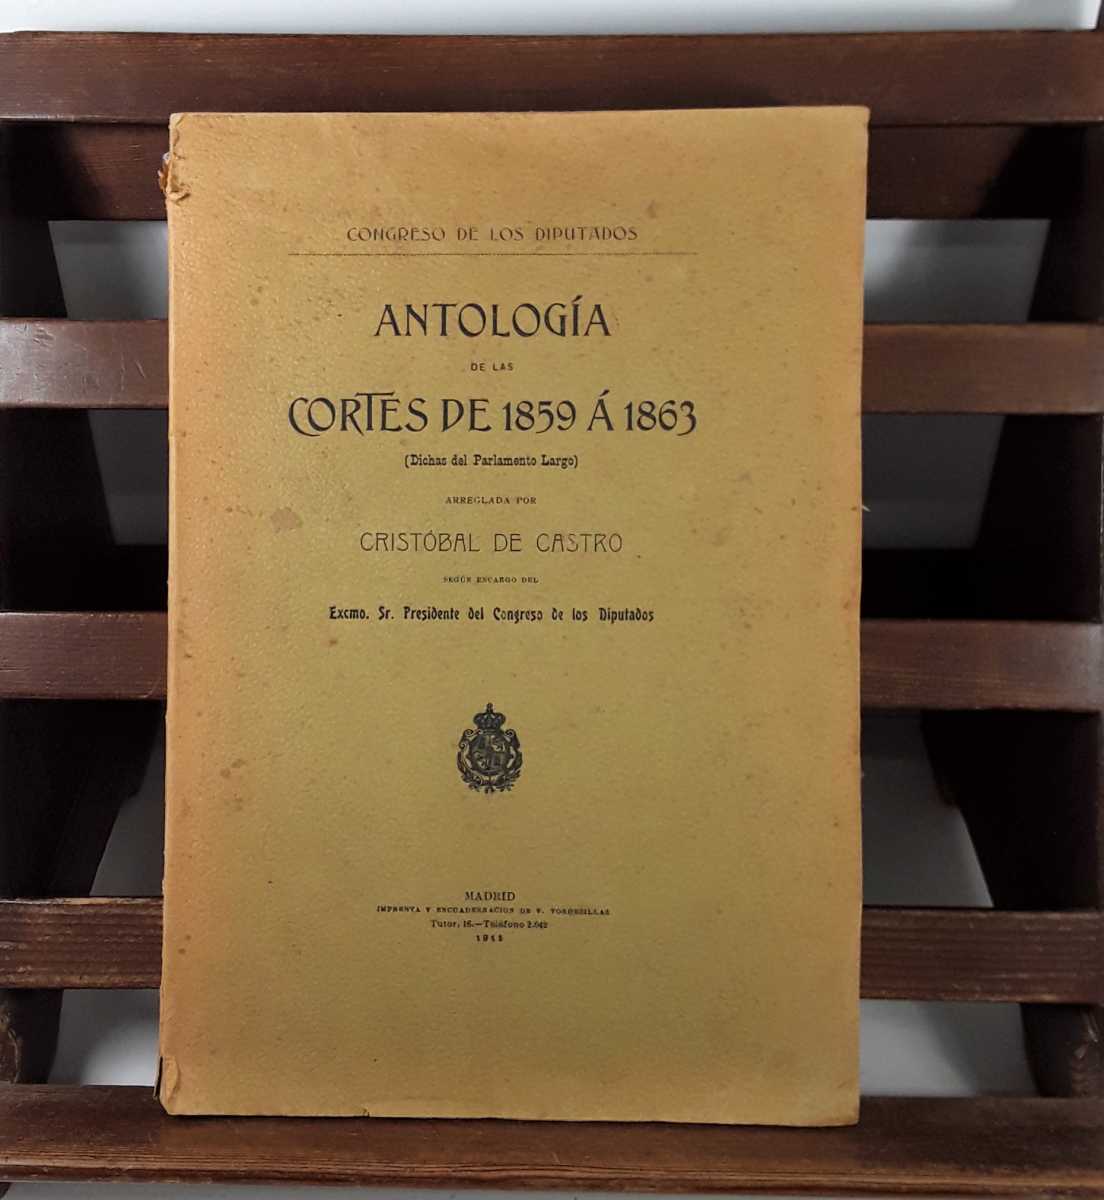 CONGRESO DE LOS DIPUTADOS
ANTOLOGÍA
DE LAS
CORTES DE 1859 Á 1863
(Dichas del Parlamento Largo)
ARREGLADA POR
CRISTÓBAL DE CASTRO
SEGÚN ENCARGO DEL
Excmo. Sr. Presidente del Congreso de los Diputados
MADRID
IMPRENTA Y ENCUADERNACION DE V. TORDESILLAS
Tutor, 16.—Teléfono 2.042
1911